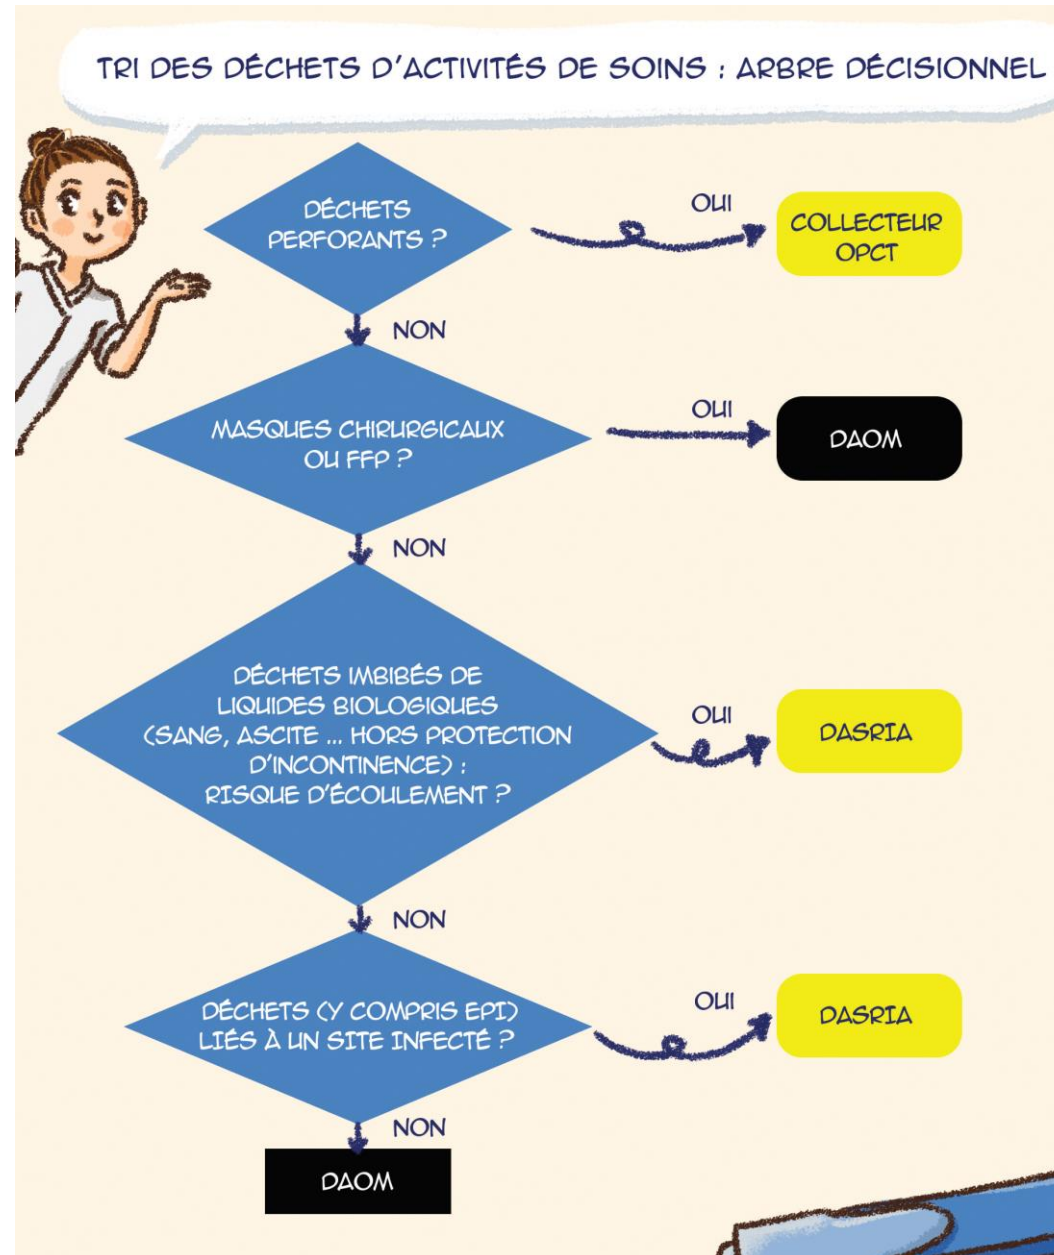 TRI DES DÉCHETS D'ACTIVITÉS DE SOINS : ARBRE DÉCISIONNEL
DÉCHETS
PERFORANTS ?
OUI
COLLECTEUR
OPCT
NON
MASQUES CHIRURGICAUX
OU FFP ?
OUI
DAOM
NON
DÉCHETS IMBIBÉS DE
LIQUIDES BIOLOGIQUES
(SANG, ASCITE ... HORS PROTECTION
D'INCONTINENCE) :
RISQUE D'ÉCOULEMENT ?
OUI
DASRIA
NON
DÉCHETS (Y COMPRIS EPI)
LIÉS À UN SITE INFECTÉ ?
OUI
DASRIA
NON
DAOM